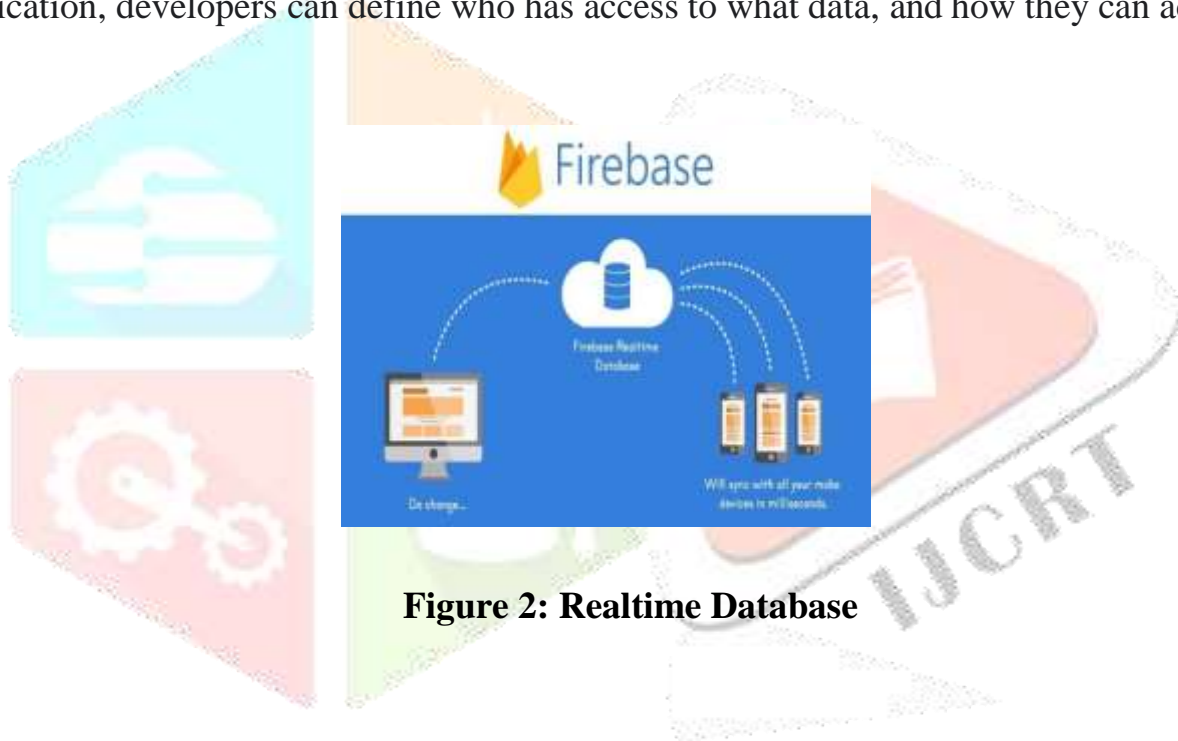 ication, developers can define who has access to what data, and how they can ac
Firebase
Firebase Realtime
Database
On change...
Will sync with all your mobile
devices in milliseconds.
IJCRT
Figure 2: Realtime Database